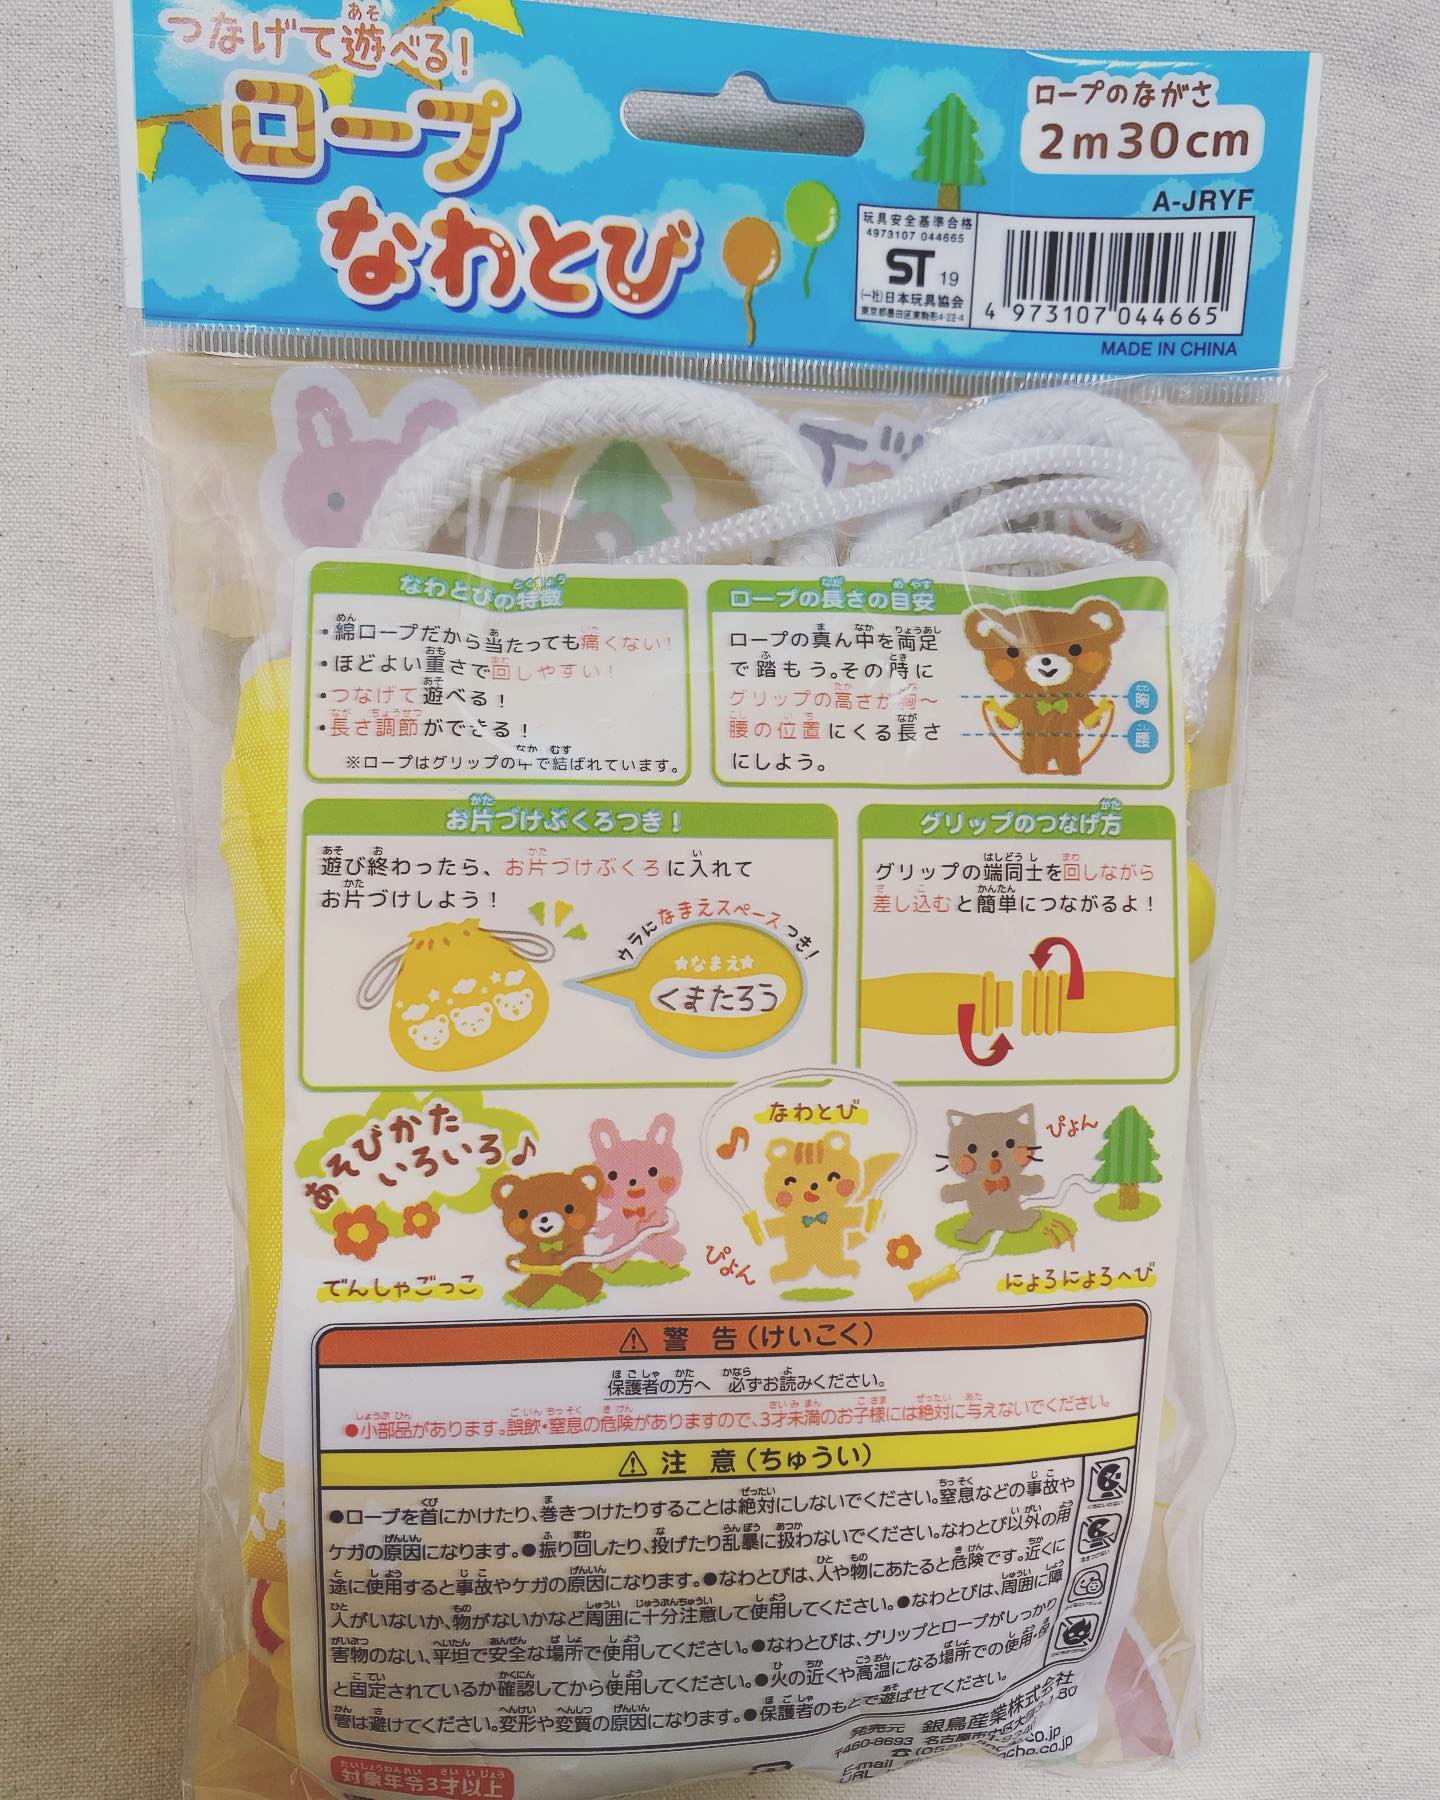 つなげて遊べる!
ロープ
なわとび
ロープのながさ
2m30cm
A-JRYF
玩具安全基準合格
4973107 044665
ST 19
(一社)日本玩具協会
東京都墨田区東駒形4-22-4
4 973107 044665
MADE IN CHINA
なわとびの特徴
・綿ロープだから当たっても痛くない!
・ほどよい重さで回しやすい!
・つなげて遊べる!
・長さ調節ができる!
※ロープはグリップの中で結ばれています。
ロープの長さの目安
ロープの真ん中を両足
で踏もう。その時に
グリップの高さが胸〜
腰の位置にくる長さ
にしよう。
胸
腰
お片づけぶくろつき!
遊び終わったら、お片づけぶくろに入れて
お片づけしよう!
ウラになまえスペースつき!
★なまえ★
くまたろう
グリップのつなげ方
グリップの端同士を回しながら
差し込むと簡単につながるよ!
あそびかた
いろいろ♪
でんしゃごっこ
なわとび
ぴょん
ぴょん
にょろにょろへび
⚠ 警 告(けいこく)
保護者の方へ 必ずお読みください。
●小部品があります。誤飲・窒息の危険がありますので、3才未満のお子様には絶対に与えないでください。
⚠ 注 意(ちゅうい)
●ロープを首にかけたり、巻きつけたりすることは絶対にしないでください。窒息などの事故や
ケガの原因になります。●振り回したり、投げたり乱暴に扱わないでください。なわとび以外の用
途に使用すると事故やケガの原因になります。●なわとびは、人や物にあたると危険です。近くに
人がいないか、物がないかなど周囲に十分注意して使用してください。●なわとびは、周囲に障
害物のない、平坦で安全な場所で使用してください。●なわとびは、グリップとロープがしっかり
と固定されているか確認してから使用してください。●火の近くや高温になる場所での使用・保
管は避けてください。変形や変質の原因になります。●保護者のもとで遊ばせてください。
発売元 銀鳥産業株式会社
〒460-8693 名古屋市中区大須3-1-80
E-mail
URL
対象年令3才以上